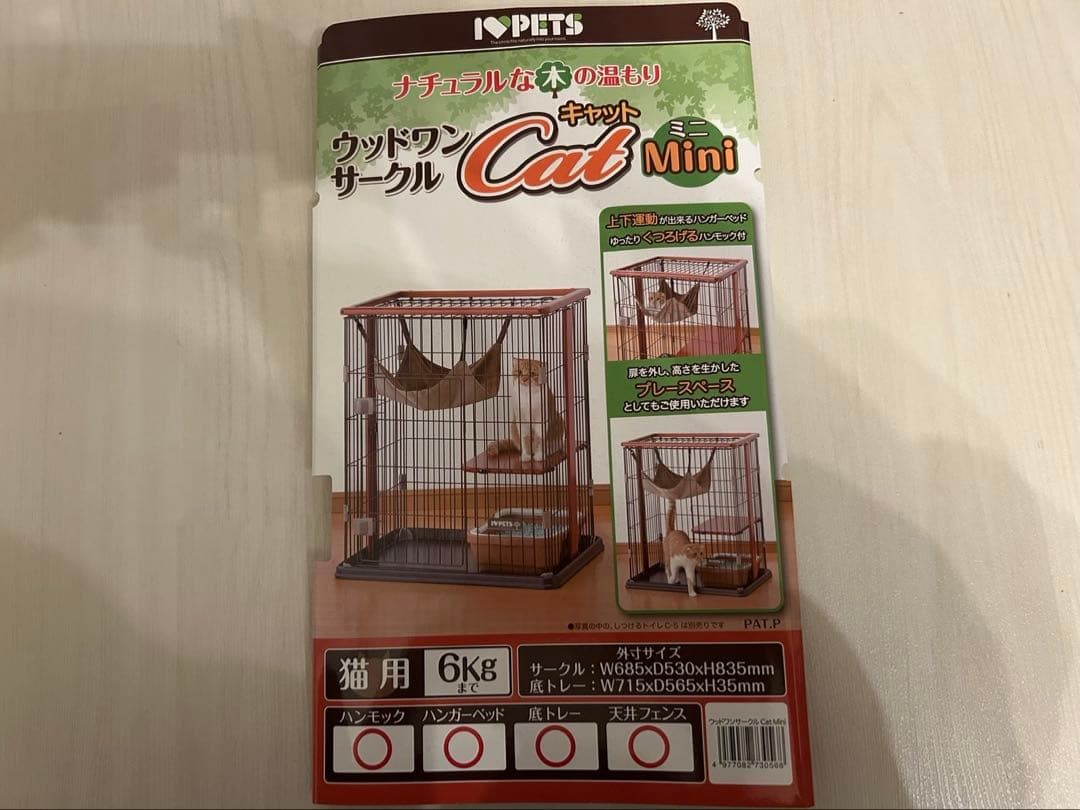 I♥PETS
ナチュラルな木の温もり
ウッドワン
サークル
キャット
Cat
ミニ
Mini
上下運動が出来るハンガーベッド
ゆったりくつろげるハンモック付
扉を外し、高さを生かした
プレースペース
としてもご使用いただけます
I♥PETS
●写真の中の、しつけるトイレC-Sは別売りです
PAT.P
猫用
6Kg
まで
外寸サイズ
サークル:W685xD530xH835mm
底トレー:W715xD565xH35mm
ハンモック
ハンガーベッド
底トレー
天井フェンス
ウッドワンサークル Cat Mini
4 977082 730568